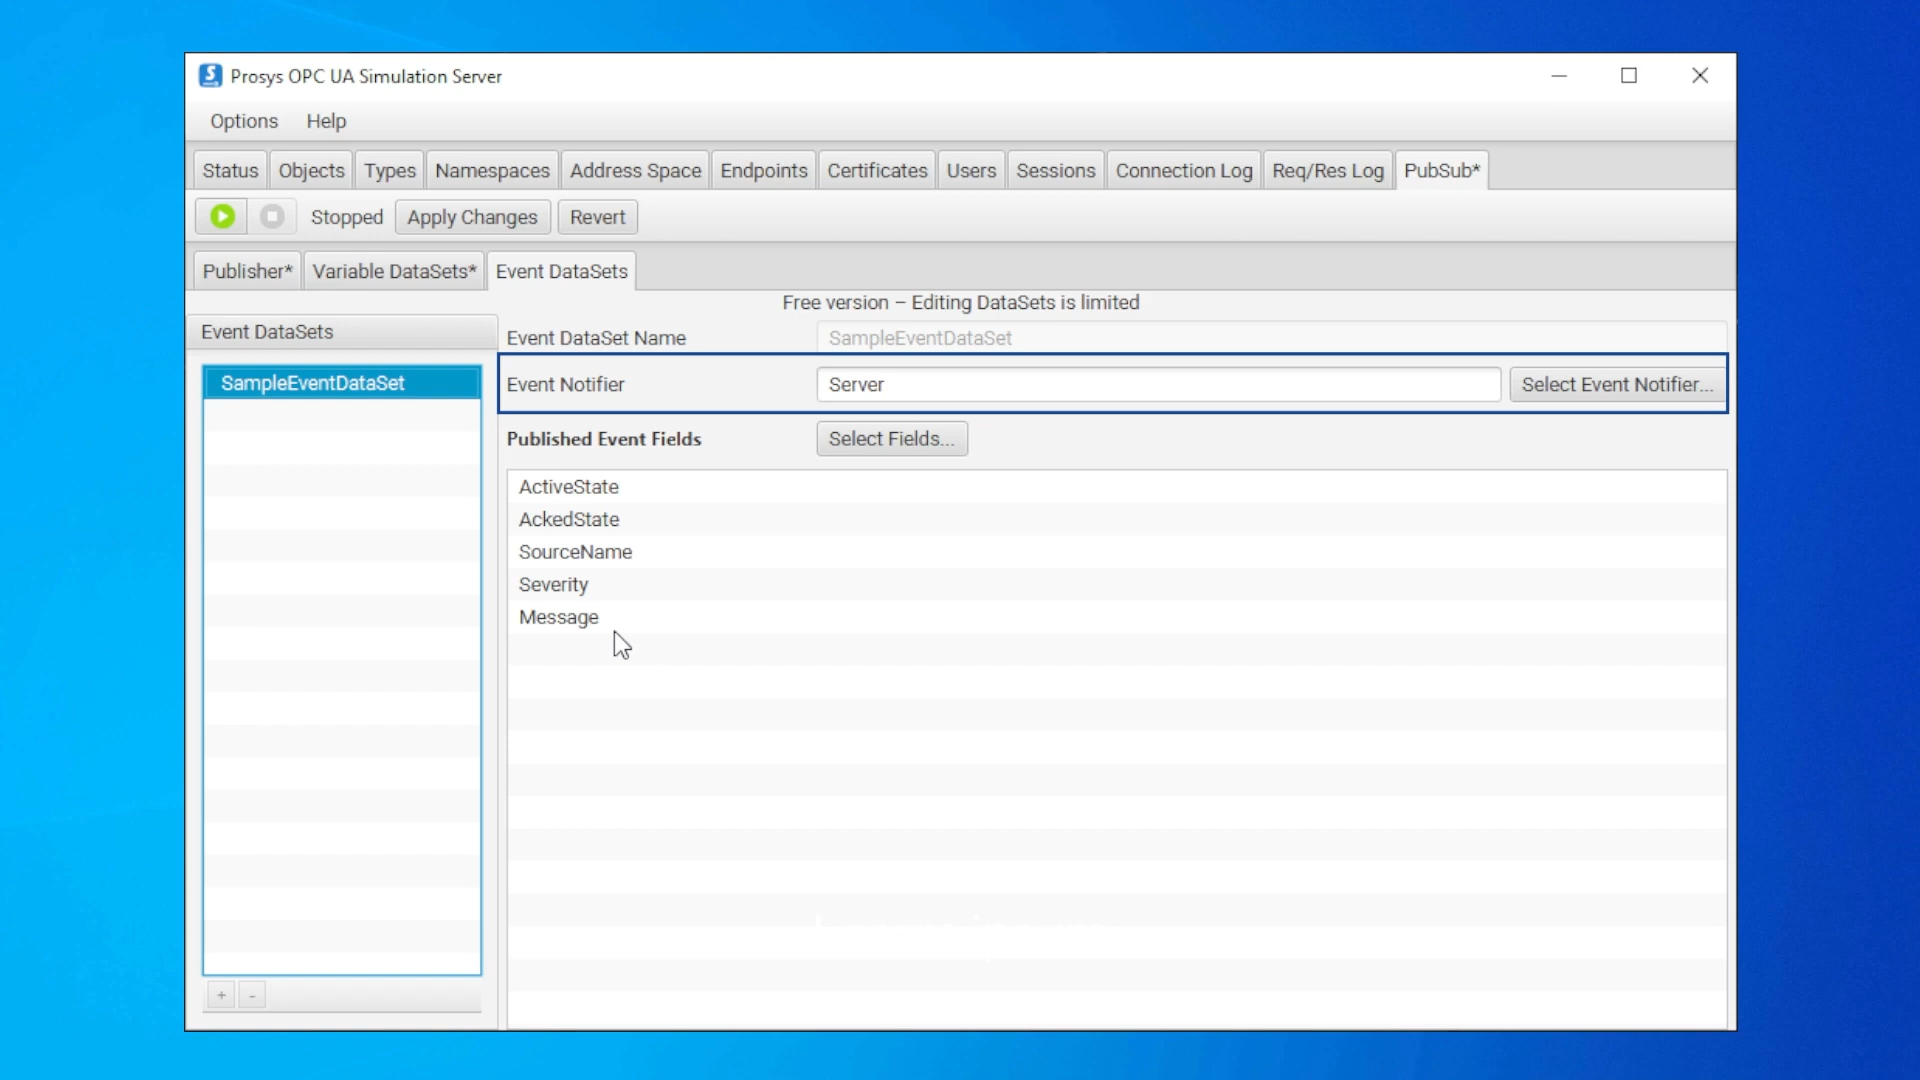 Prosys OPC UA Simulation Server
Options Help
Status Objects Types Namespaces Address Space Endpoints Certificates Users Sessions Connection Log Req/Res Log PubSub*
Stopped Apply Changes Revert
Publisher* Variable DataSets* Event DataSets
Free version – Editing DataSets is limited
Event DataSets
Event DataSet Name SampleEventDataSet
SampleEventDataSet
Event Notifier Server Select Event Notifier...
Published Event Fields Select Fields...
ActiveState
AckedState
SourceName
Severity
Message
+ -